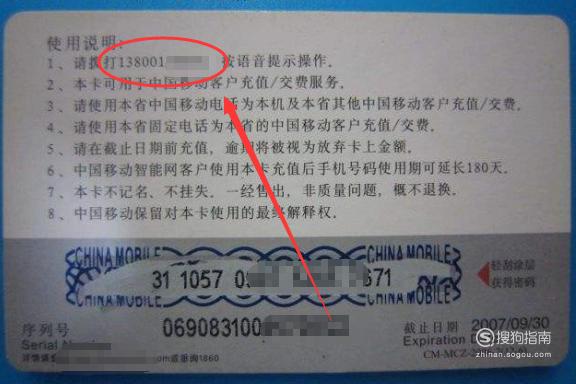 使用说明：
1、请拨打138001 按语音提示操作。
2、本卡可用于中国移动客户充值/交费服务。
3、请使用本省中国移动电话为本机及本省其他中国移动客户充值/交费。
4、请使用本省固定电话为本省的中国移动客户充值/交费。
5、请在截止日期前充值，逾期将被视为放弃卡上金额。
6、中国移动智能网客户使用本卡充值后手机号码使用期可延长180天。
7、本卡不记名、不挂失。一经售出，非质量问题，概不退换。
8、中国移动保留对本卡使用的最终解释权。
CHINA MOBILE CHINA MOBILE
31 1057 0 671
CHINA MOBILE CHINA MOBILE
轻刮涂层
获得密码
序列号 069083100
Serial
截止日期 2007/09/30
Expiration
CM-MCZ-2
1860
搜狗指南
zhinan.sogou.com